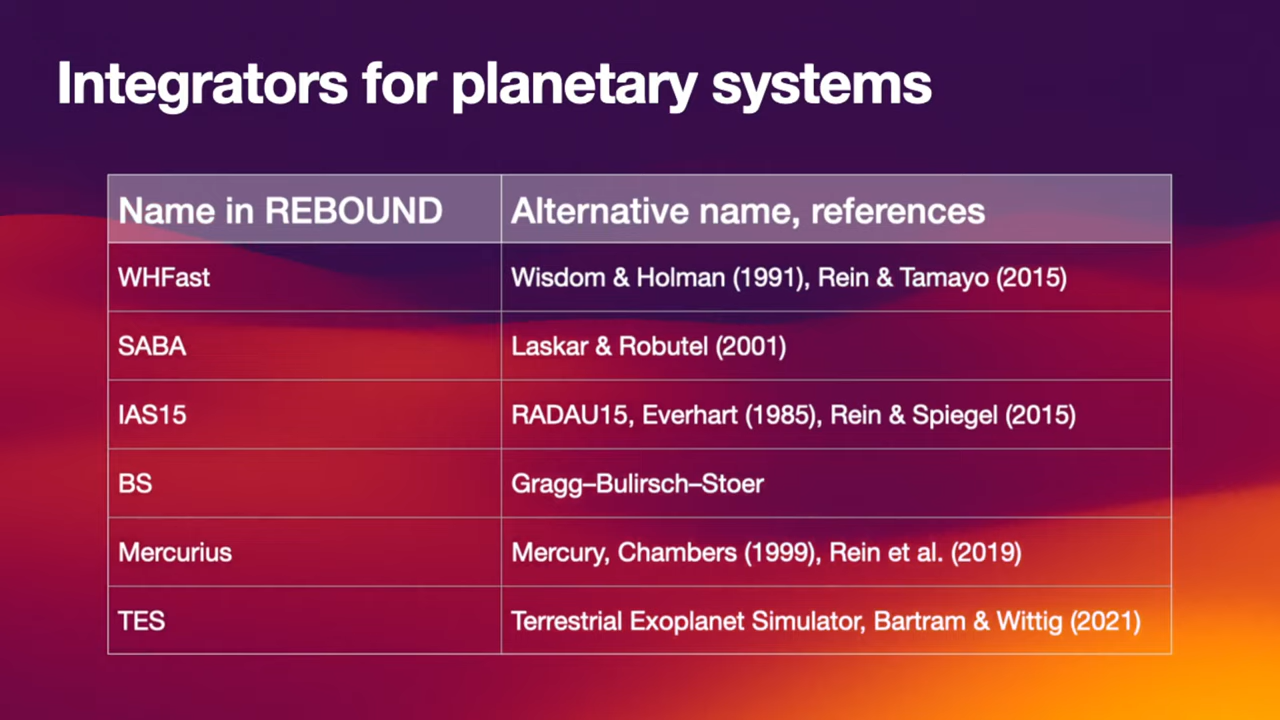 Integrators for planetary systems
Name in REBOUND
Alternative name, references
WHFast
Wisdom & Holman (1991), Rein & Tamayo (2015)
SABA
Laskar & Robutel (2001)
IAS15
RADAU15, Everhart (1985), Rein & Spiegel (2015)
BS
Gragg–Bulirsch–Stoer
Mercurius
Mercury, Chambers (1999), Rein et al. (2019)
TES
Terrestrial Exoplanet Simulator, Bartram & Wittig (2021)